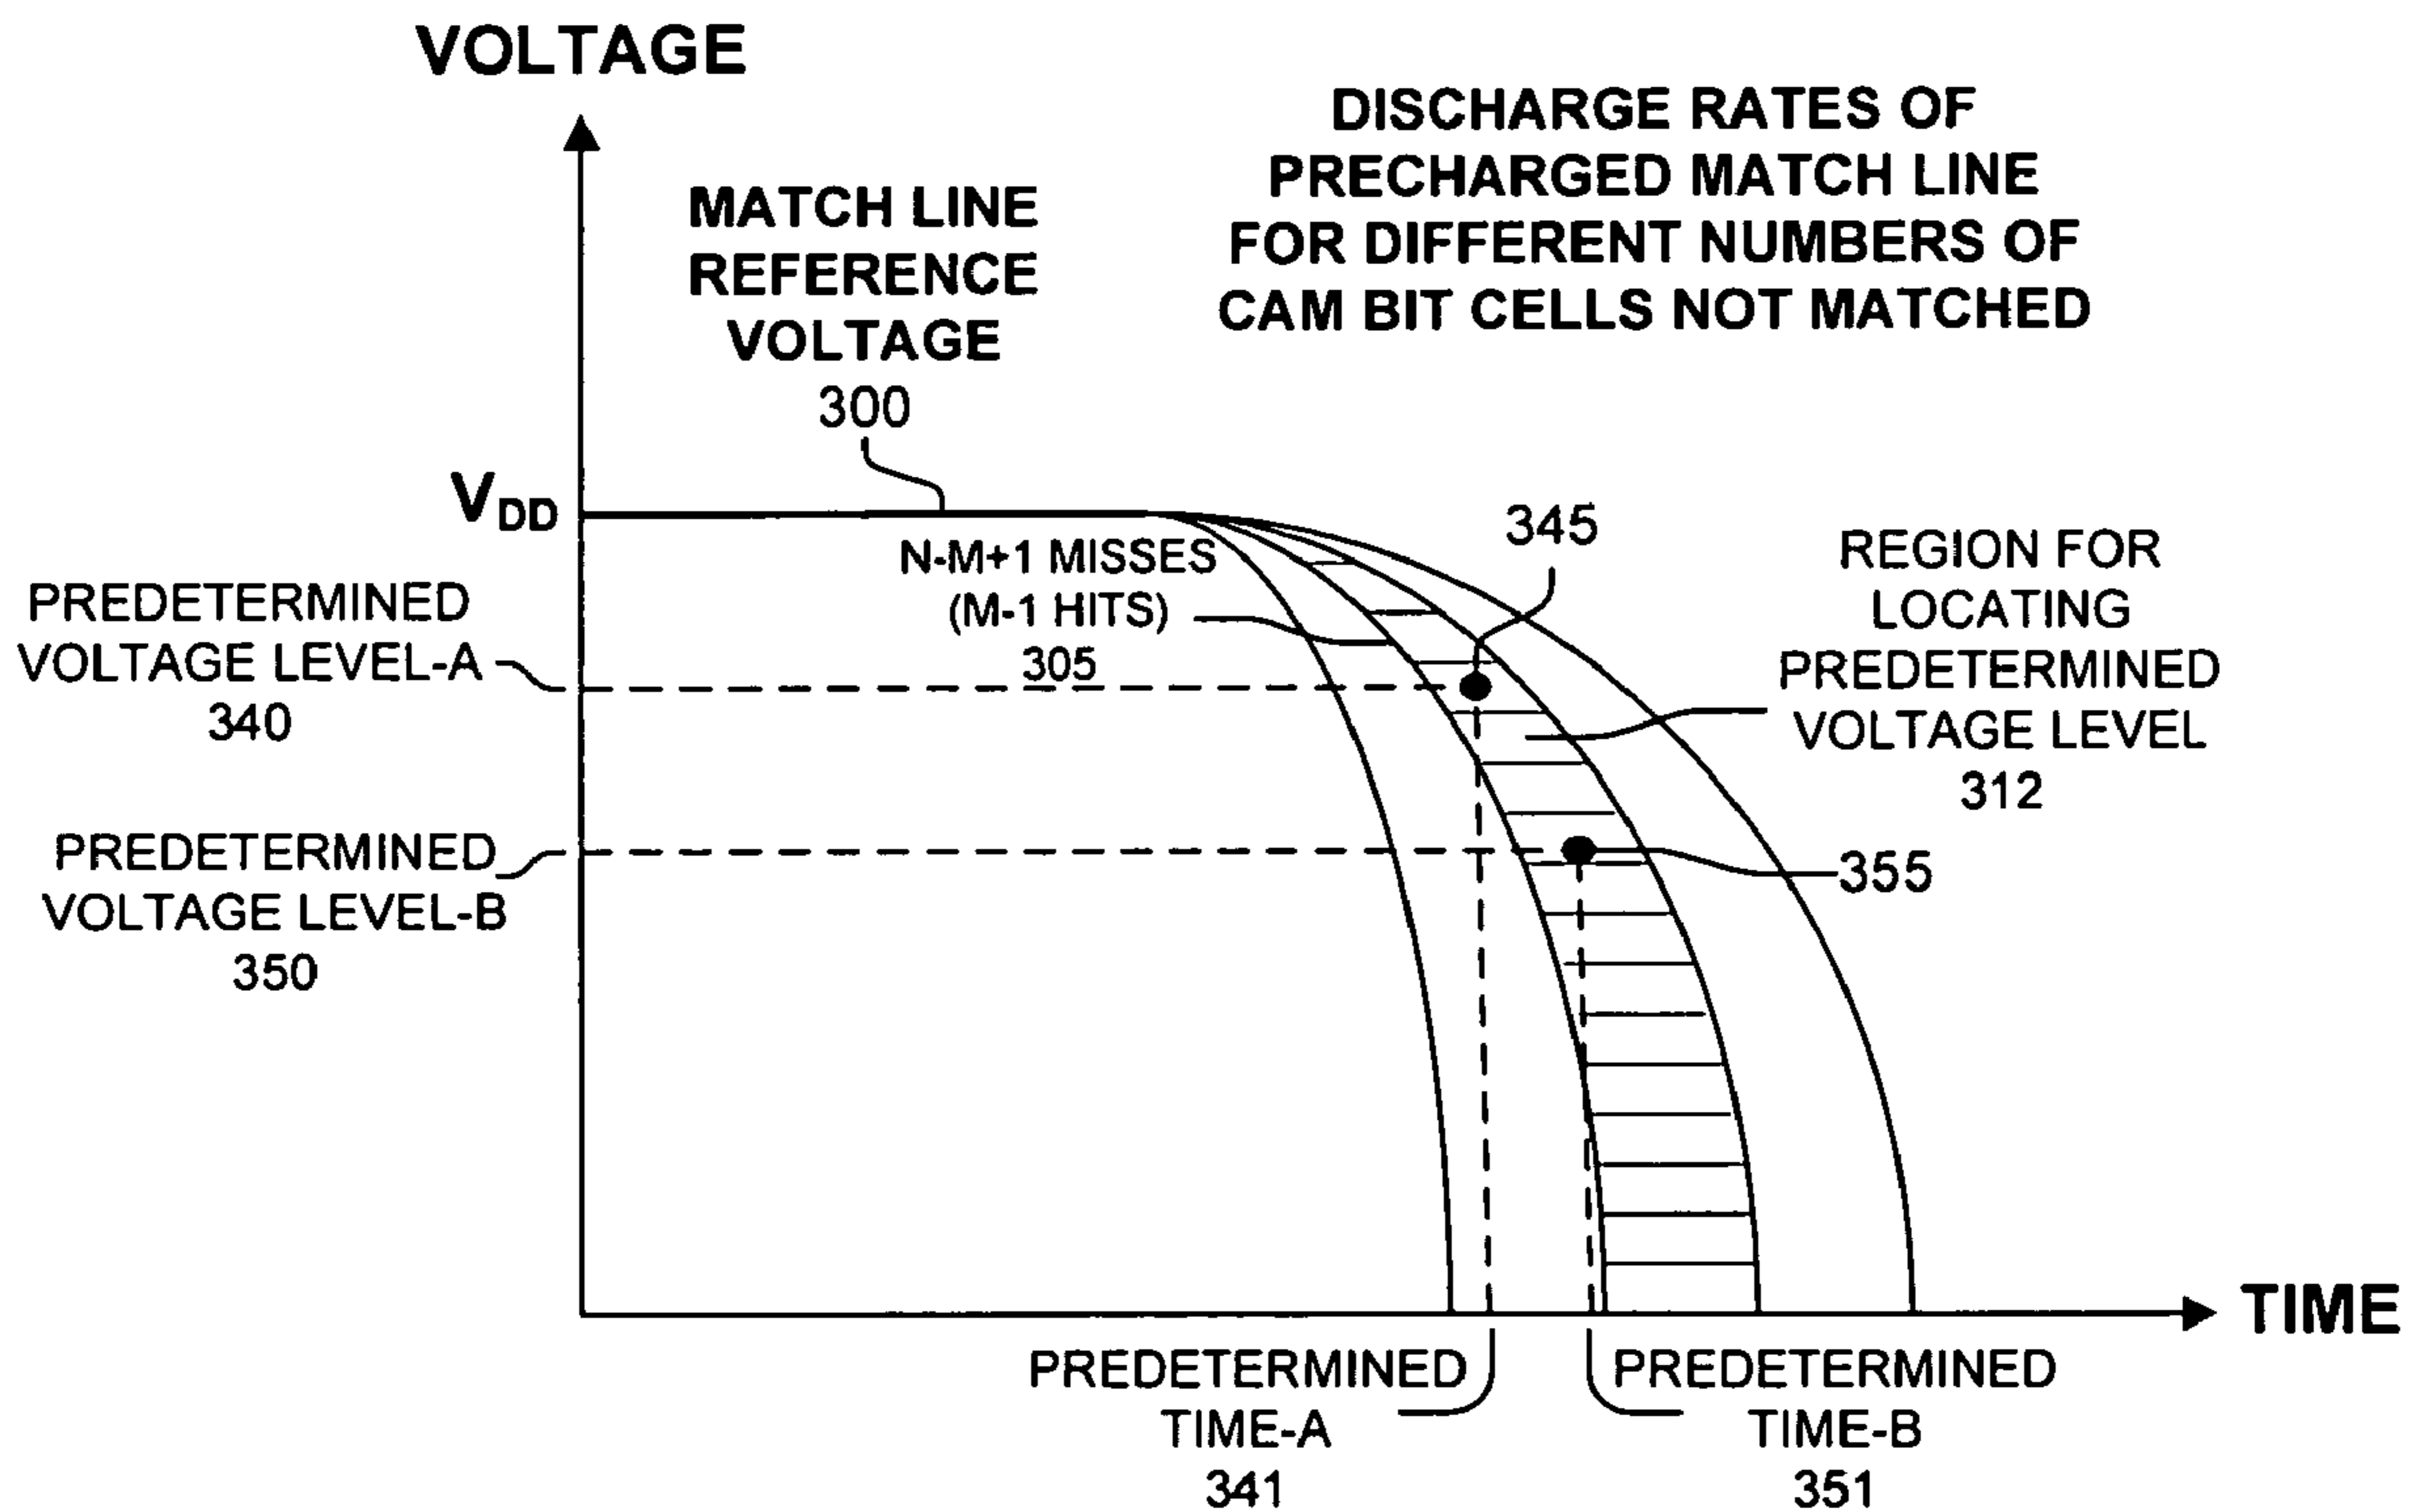 VOLTAGE
DISCHARGE RATES OF
PRECHARGED MATCH LINE
FOR DIFFERENT NUMBERS OF
CAM BIT CELLS NOT MATCHED
MATCH LINE
REFERENCE
VOLTAGE
300
VDD
N-M+1 MISSES
(M-1 HITS)
305
345
REGION FOR
LOCATING
PREDETERMINED
VOLTAGE LEVEL
312
PREDETERMINED
VOLTAGE LEVEL-A
340
PREDETERMINED
VOLTAGE LEVEL-B
350
355
TIME
PREDETERMINED
TIME-A
341
PREDETERMINED
TIME-B
351